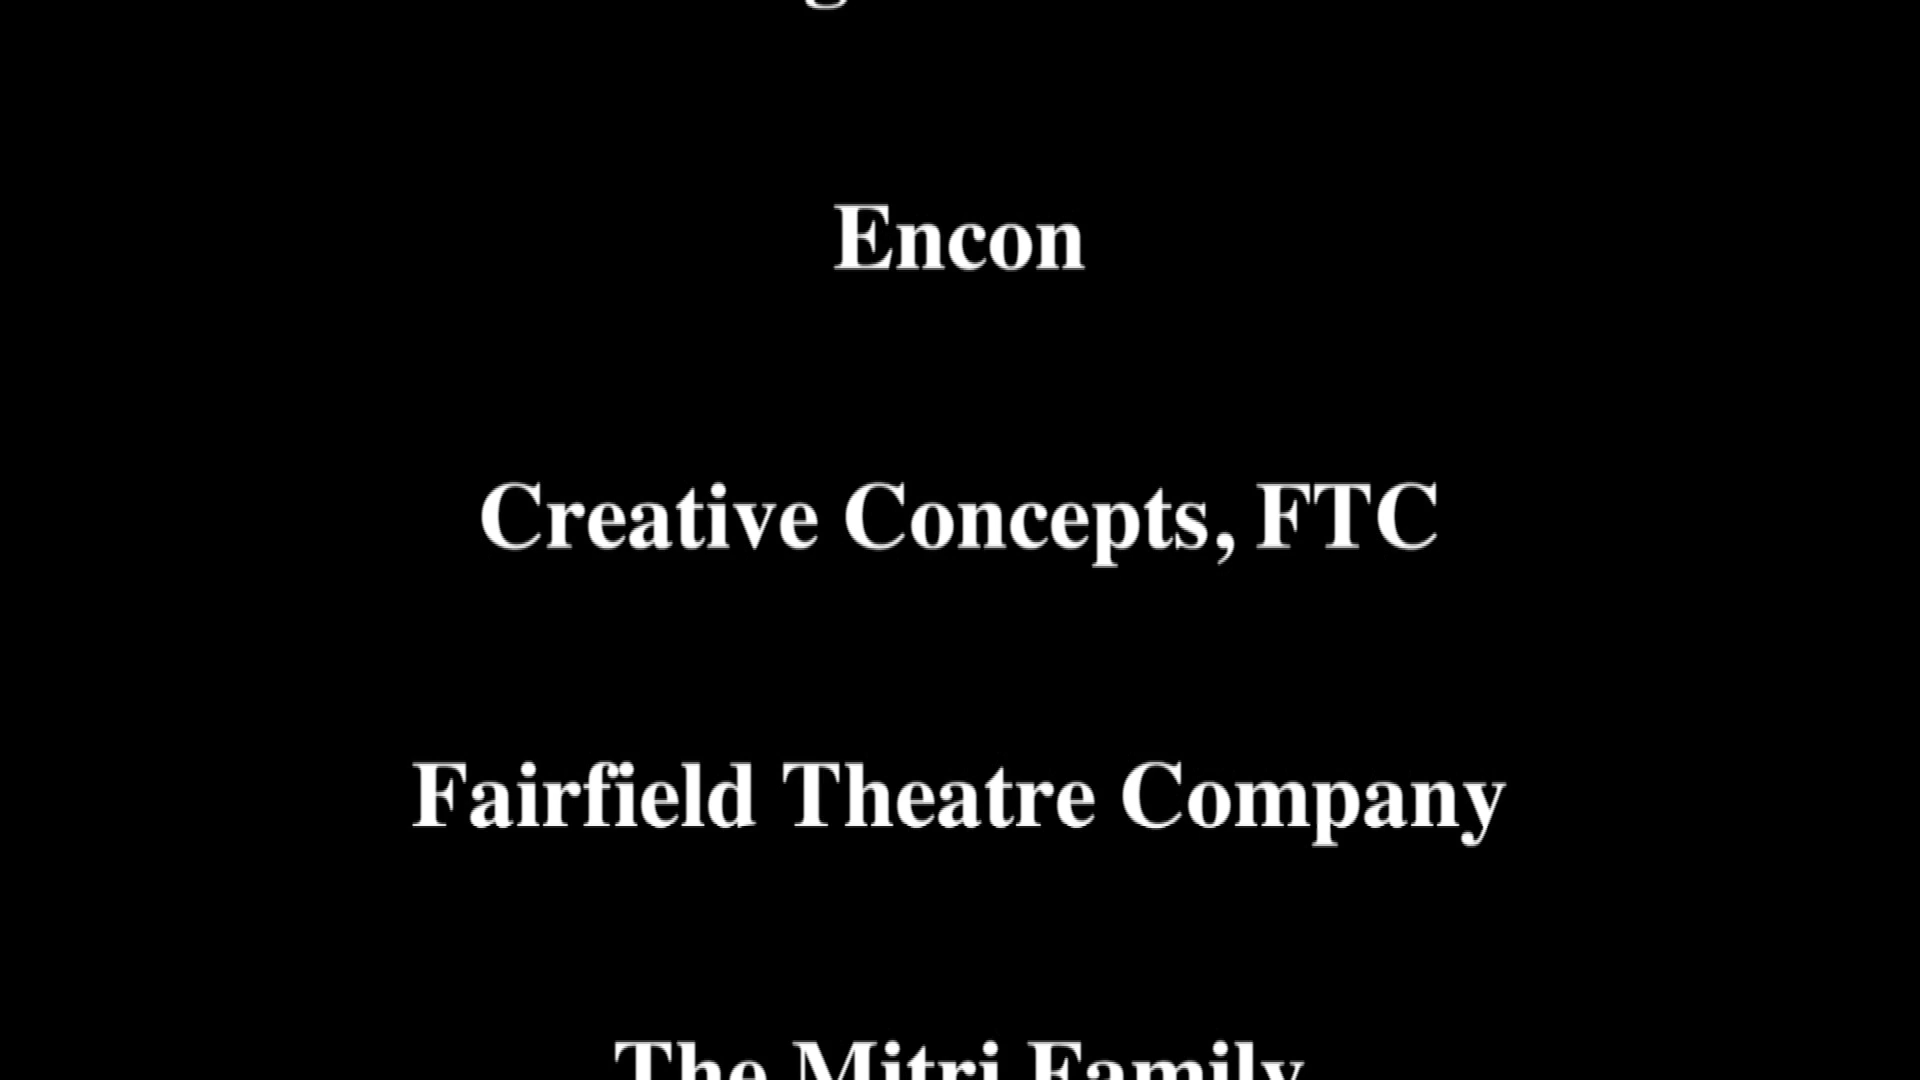 Encon
Creative Concepts, FTC
Fairfield Theatre Company
The Mitri Family